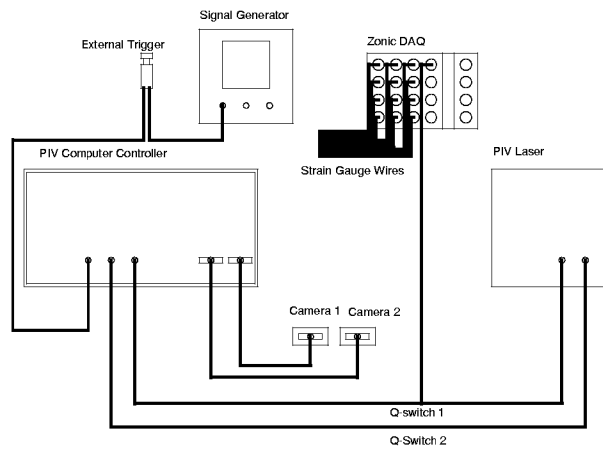 Signal Generator
External Trigger
Zonic DAQ
PIV Computer Controller
Strain Gauge Wires
PIV Laser
Camera 1
Camera 2
Q-switch 1
Q-Switch 2